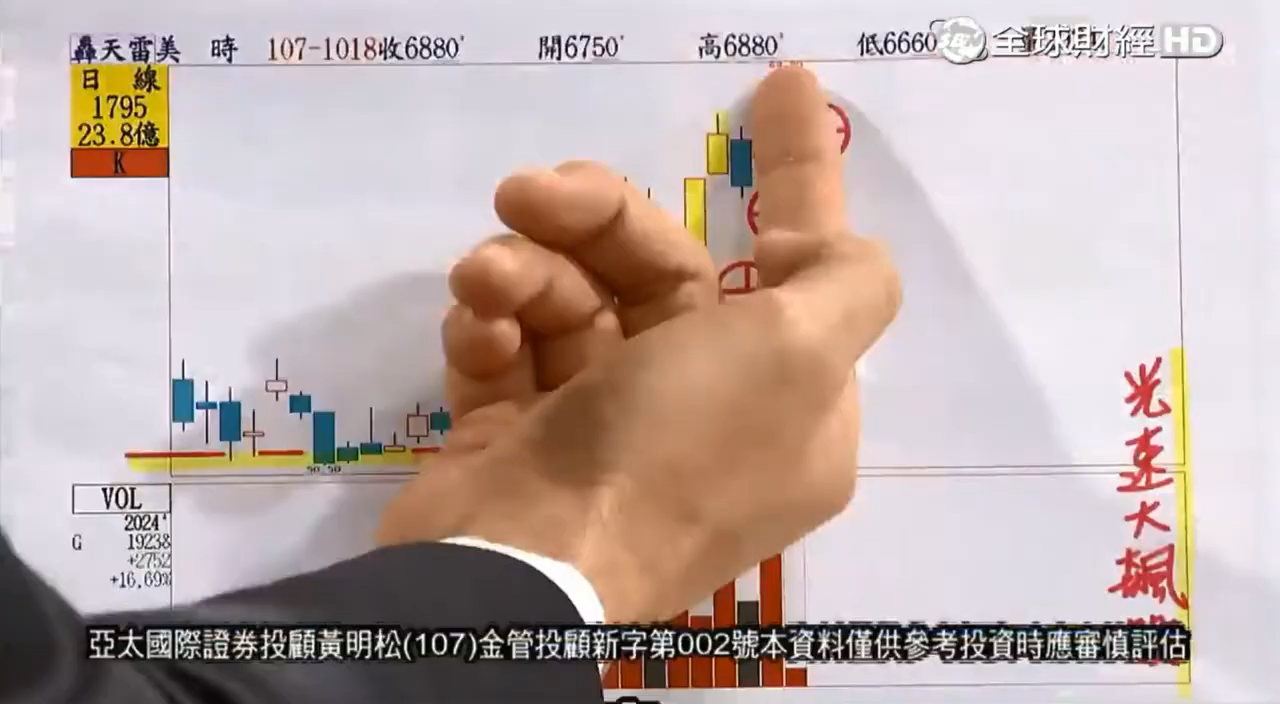 轟天雷美 時 107-1018收6880' 開6750' 高6880' 低6660
全球財經HD
日 線
1795
23.8億
K
50.50
VOL
2024'
G 19238
+2752
+16.69%
光
速
大
飆
亞太國際證券投顧黃明松(107)金管投顧新字第002號本資料僅供參考投資時應審慎評估